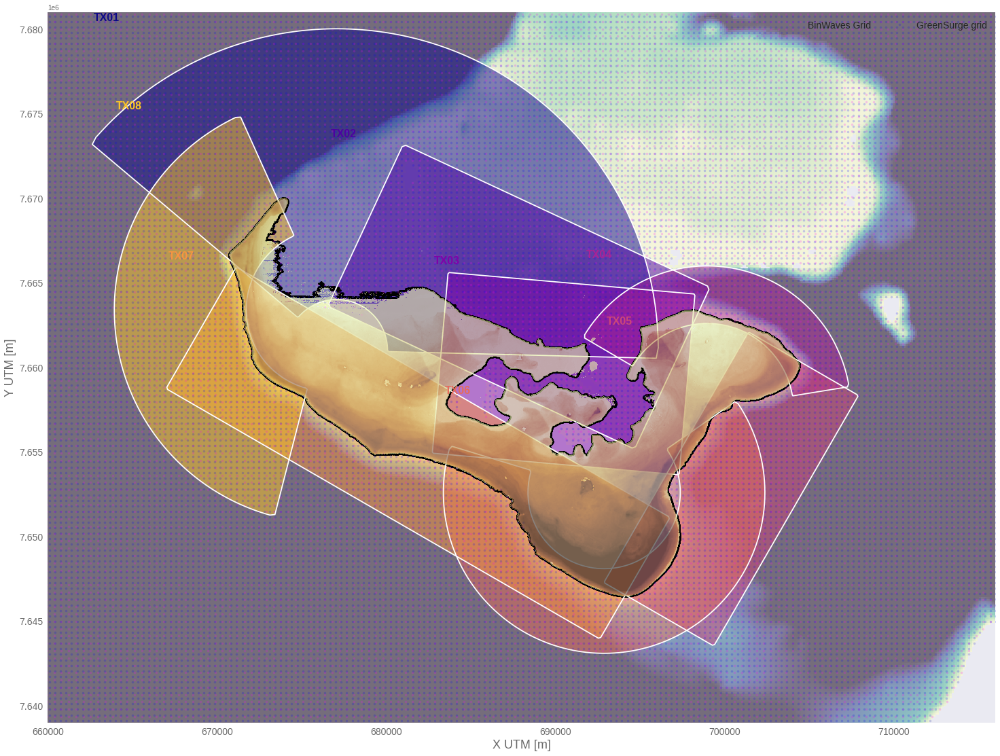 1e6
TX01
BinWaves Grid
GreenSurge grid
7.680
TX08
7.675
TX02
7.670
TX07
TX03
TX04
7.665
TX05
7.660
Y UTM [m]
TX06
7.655
7.650
7.645
7.640
660000
670000
680000
690000
700000
710000
X UTM [m]